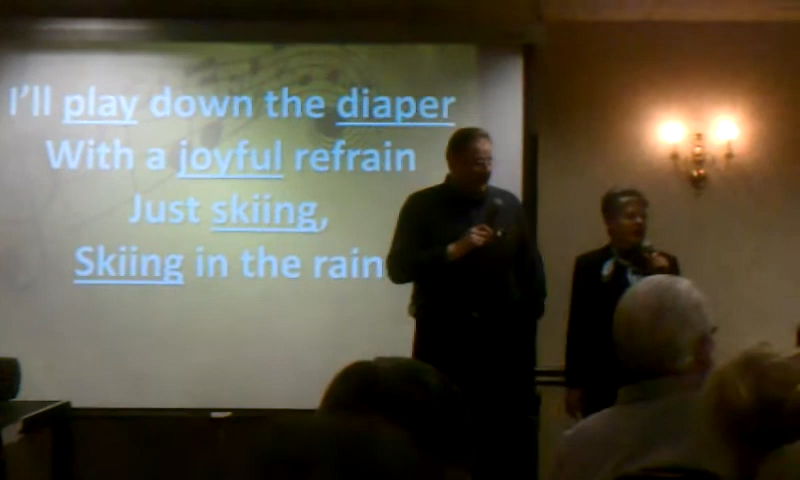 I'll play down the diaper
With a joyful refrain
Just skiing,
Skiing in the rain